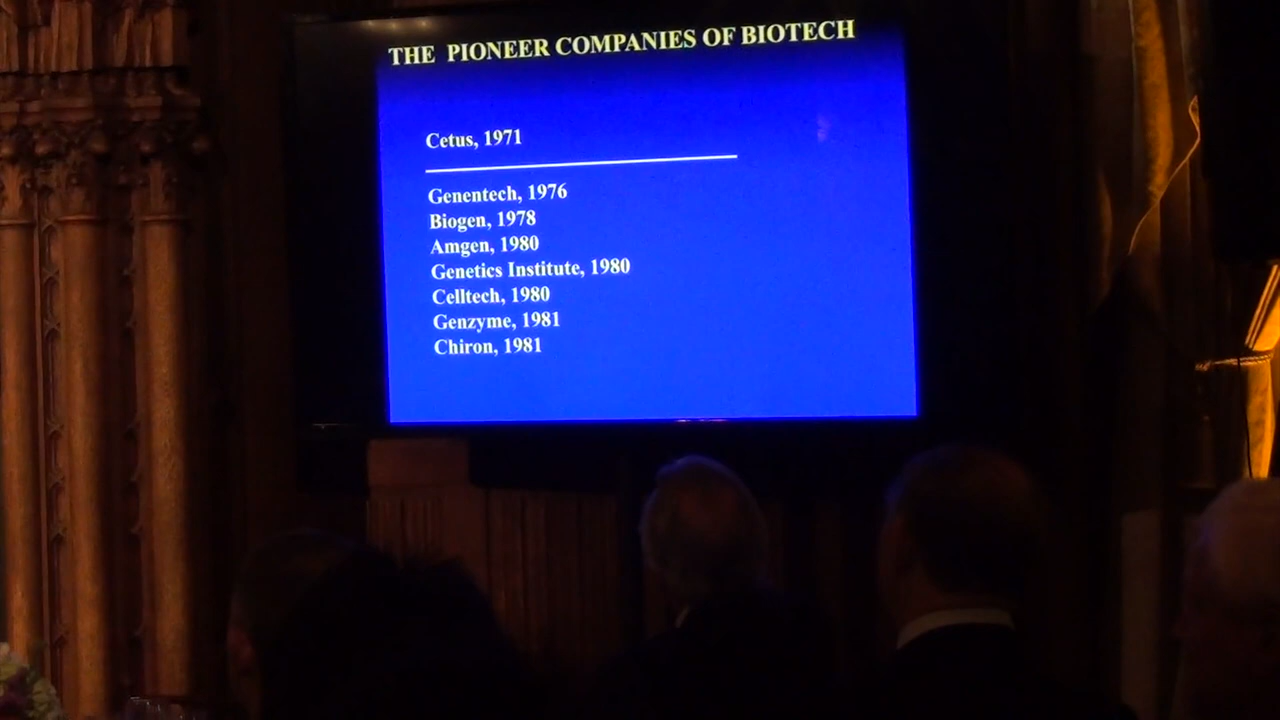 THE PIONEER COMPANIES OF BIOTECH
Cetus, 1971
Genentech, 1976
Biogen, 1978
Amgen, 1980
Genetics Institute, 1980
Celltech, 1980
Genzyme, 1981
Chiron, 1981